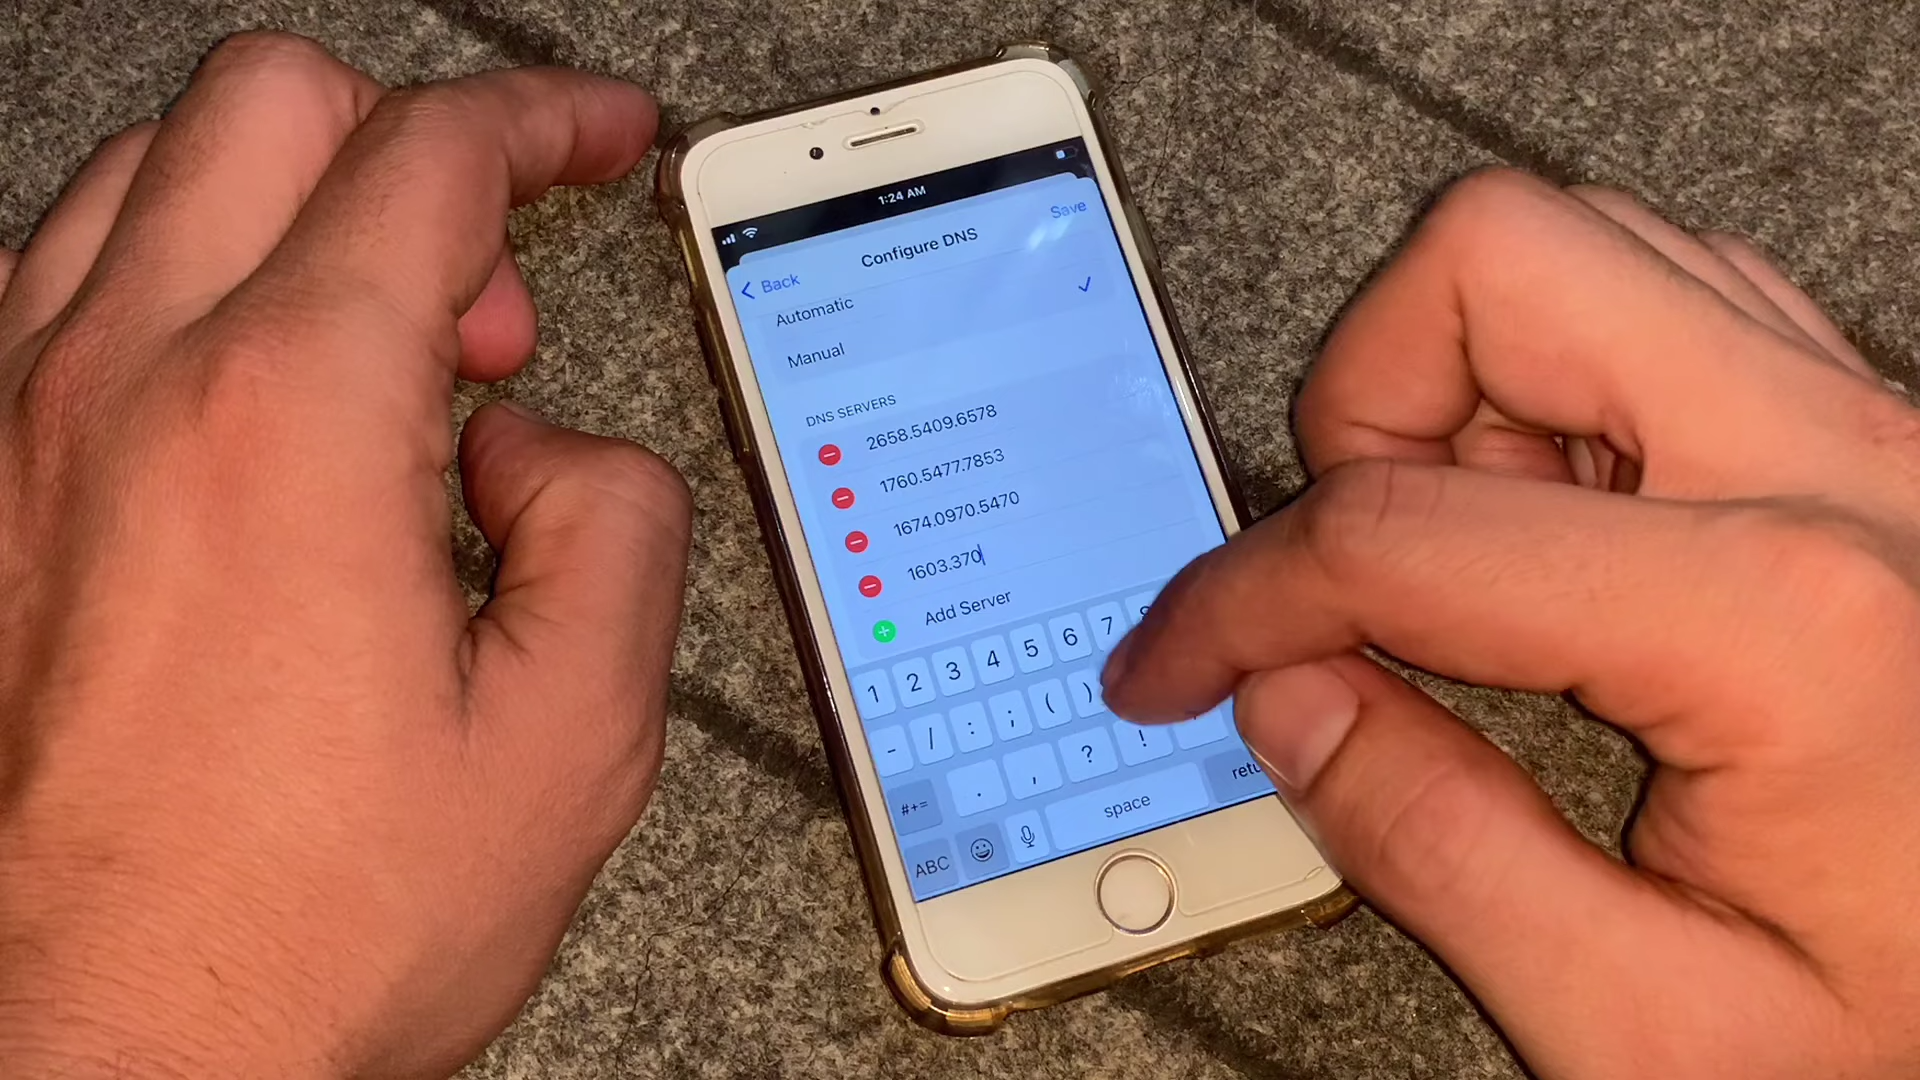 1:24 AM
Back
Configure DNS
Save
Automatic
Manual
DNS SERVERS
2658.5409.6578
1760.5477.7853
1674.0970.5470
1603.370
Add Server
1 2 3 4 5 6 7
- / : ; ( )
#+= . , ? !
ABC space